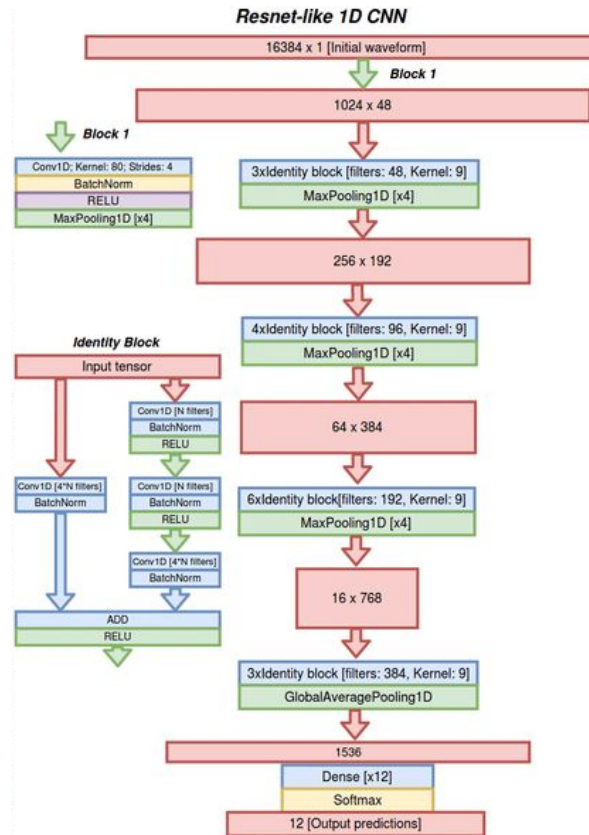 Resnet-like 1D CNN
16384 x 1 [Initial waveform]
Block 1
1024 x 48
Block 1
Conv1D; Kernel: 80; Strides: 4
BatchNorm
RELU
MaxPooling1D [x4]
3xIdentity block [filters: 48, Kernel: 9]
MaxPooling1D [x4]
256 x 192
4xIdentity block [filters: 96, Kernel: 9]
MaxPooling1D [x4]
Identity Block
Input tensor
Conv1D [N filters]
BatchNorm
RELU
Conv1D [4*N filters]
BatchNorm
Conv1D [N filters]
BatchNorm
RELU
Conv1D [4*N filters]
BatchNorm
ADD
RELU
64 x 384
6xIdentity block[filters: 192, Kernel: 9]
MaxPooling1D [x4]
16 x 768
3xIdentity block [filters: 384, Kernel: 9]
GlobalAveragePooling1D
1536
Dense [x12]
Softmax
12 [Output predictions]